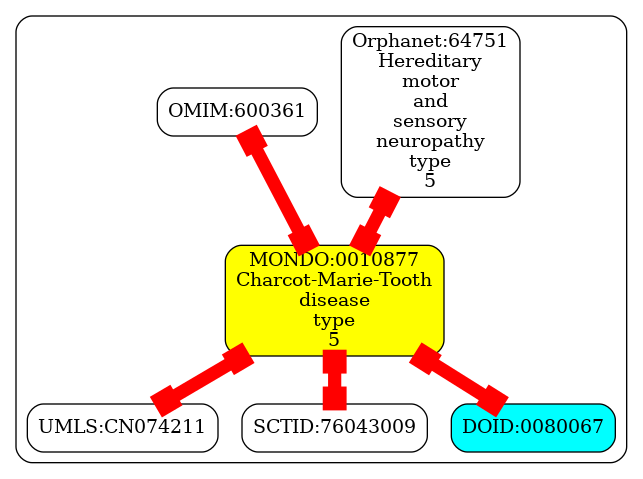 Orphanet:64751
Hereditary
motor
and
sensory
neuropathy
type
5
OMIM:600361
MONDO:0010877
Charcot-Marie-Tooth
disease
type
5
UMLS:CN074211
SCTID:76043009
DOID:0080067